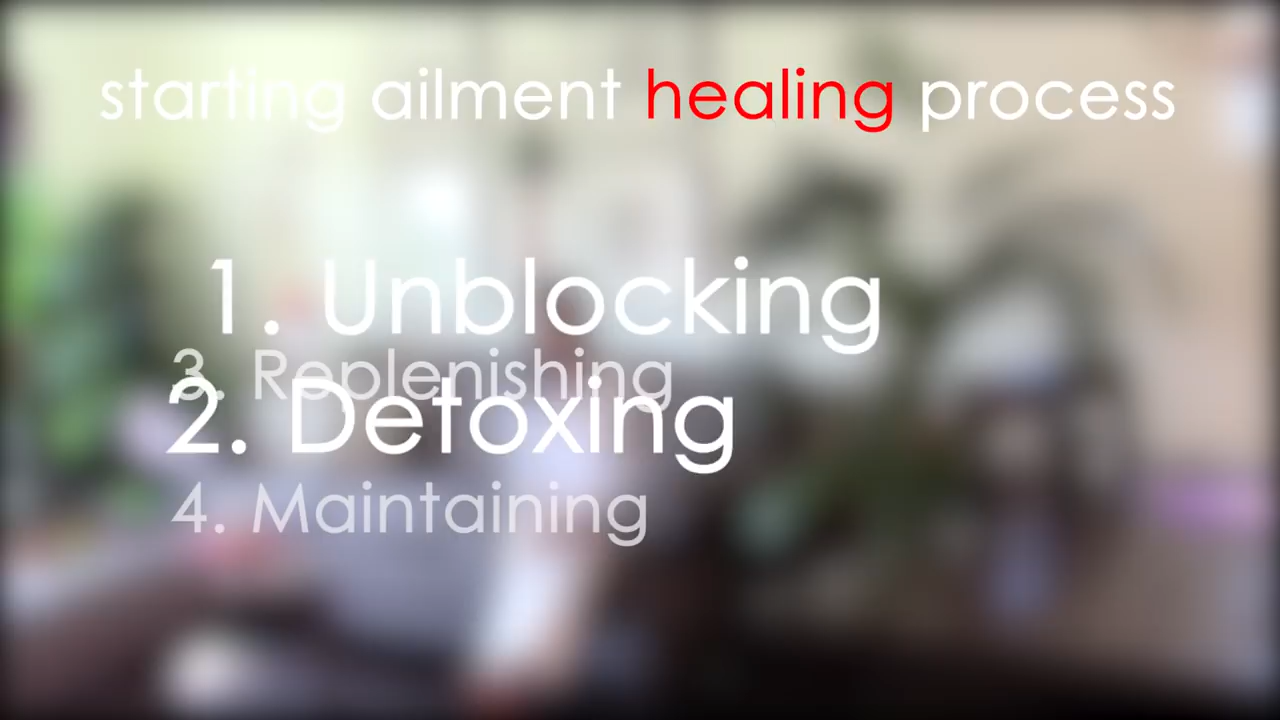 starting ailment healing process
1. Unblocking
3. Replenishing
2. Detoxing
4. Maintaining